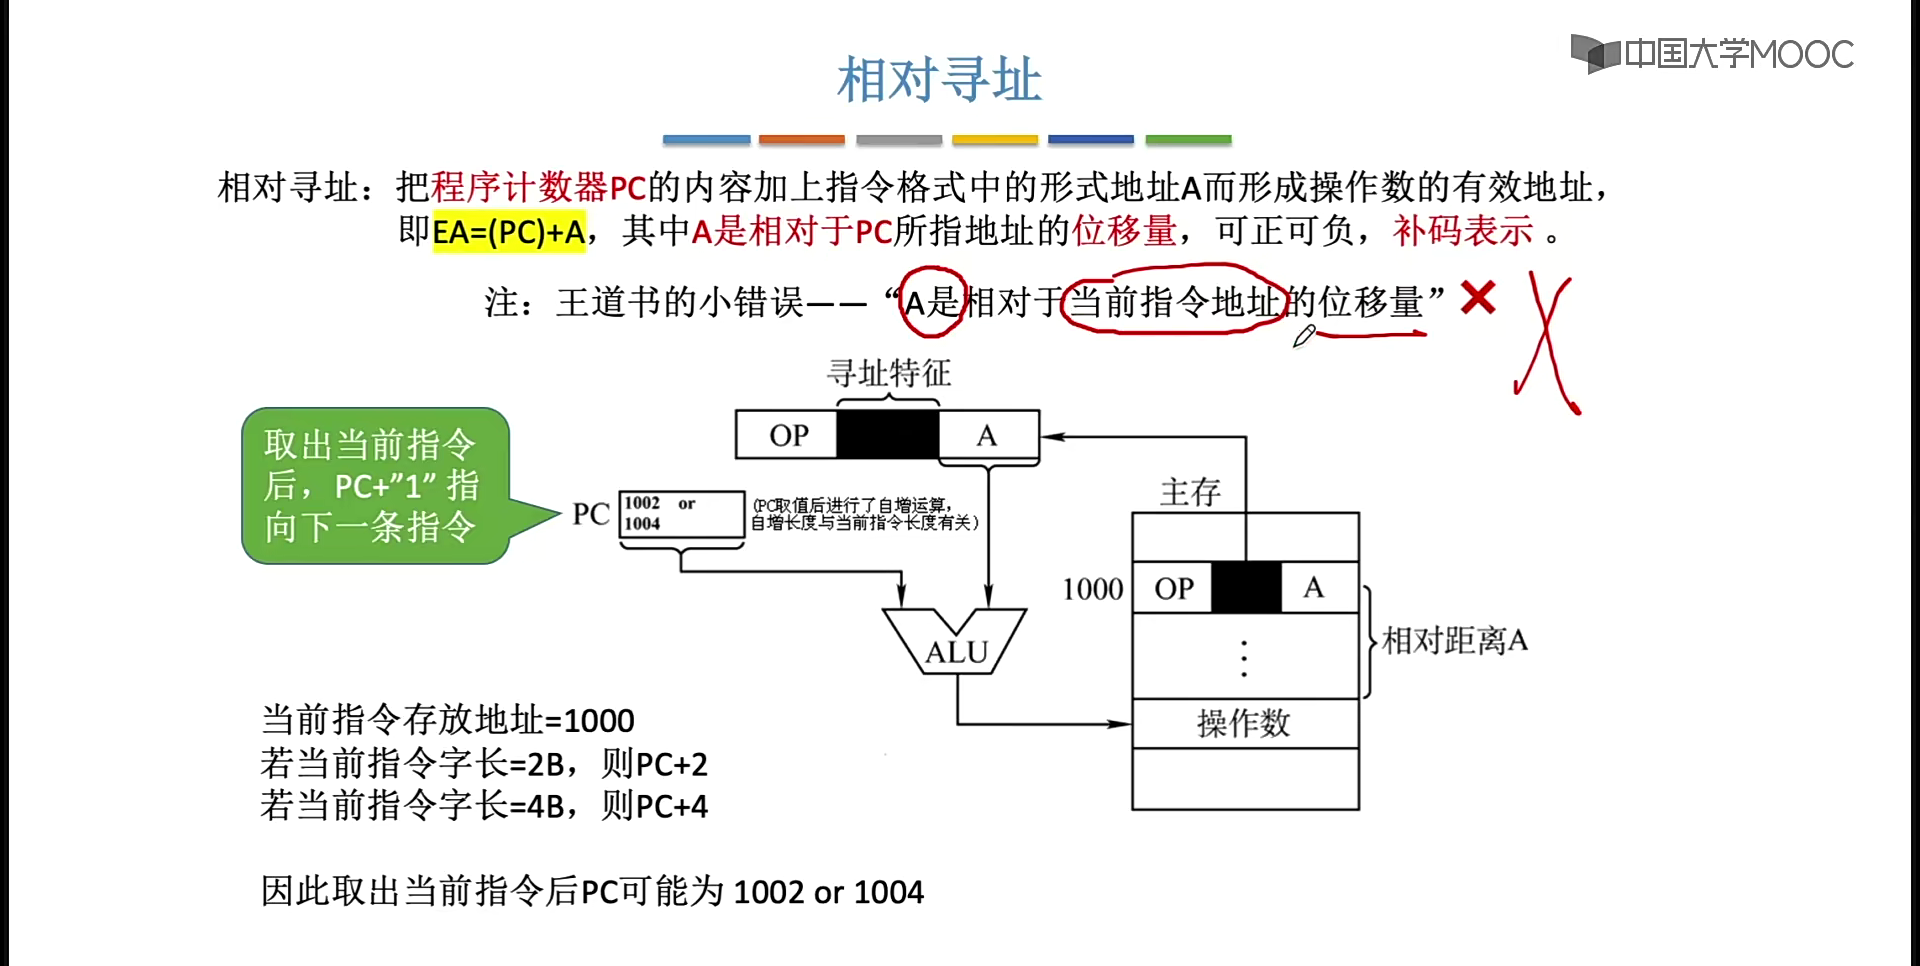 中国大学MOOC
相对寻址
相对寻址：把程序计数器PC的内容加上指令格式中的形式地址A而形成操作数的有效地址，
即EA=(PC)+A，其中A是相对于PC所指地址的位移量，可正可负，补码表示 。
注：王道书的小错误——“A是相对于当前指令地址的位移量”
寻址特征
OP A
取出当前指令
后，PC+”1” 指
向下一条指令
PC
1002 or
1004
(PC取值后进行了自增运算，
自增长度与当前指令长度有关)
主存
1000 OP A
ALU
⋮
相对距离A
操作数
当前指令存放地址=1000
若当前指令字长=2B，则PC+2
若当前指令字长=4B，则PC+4
因此取出当前指令后PC可能为 1002 or 1004